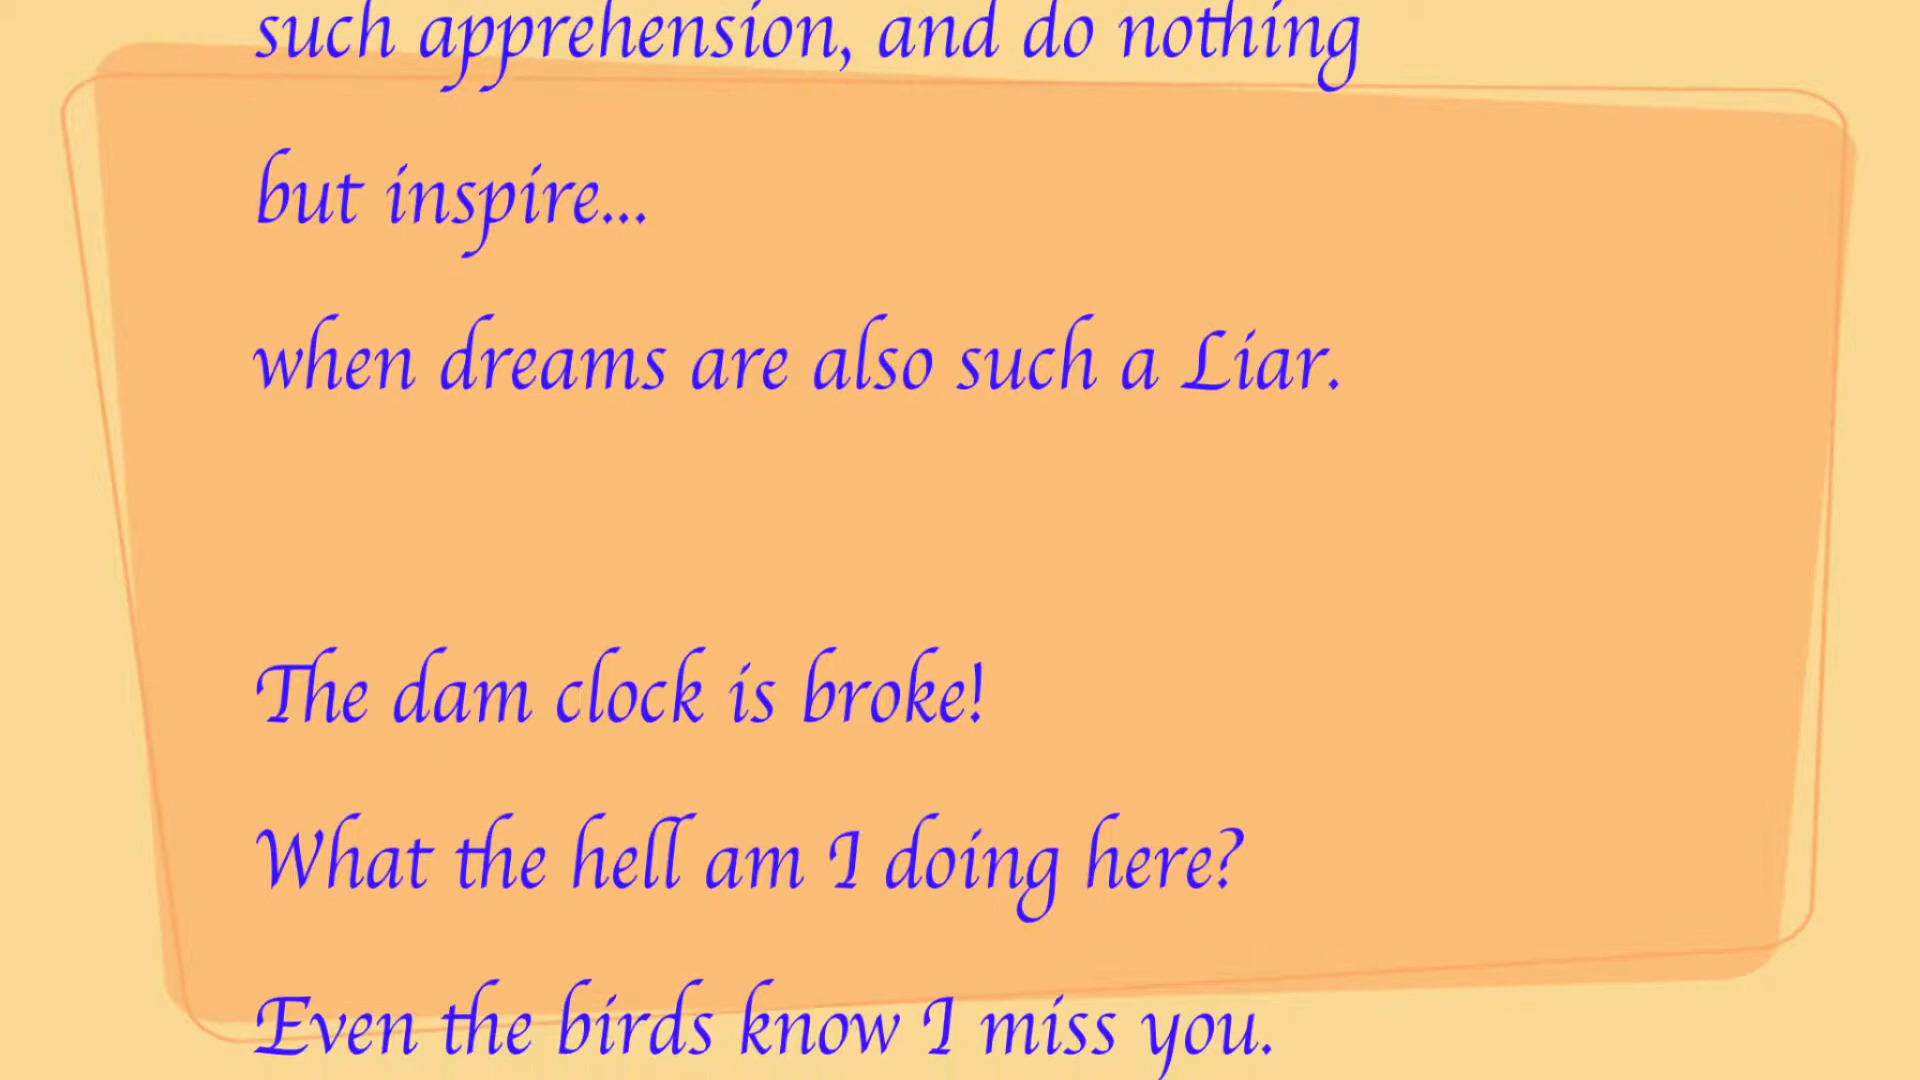 such apprehension, and do nothing
but inspire...
when dreams are also such a Liar.
The dam clock is broke!
What the hell am I doing here?
Even the birds know I miss you.